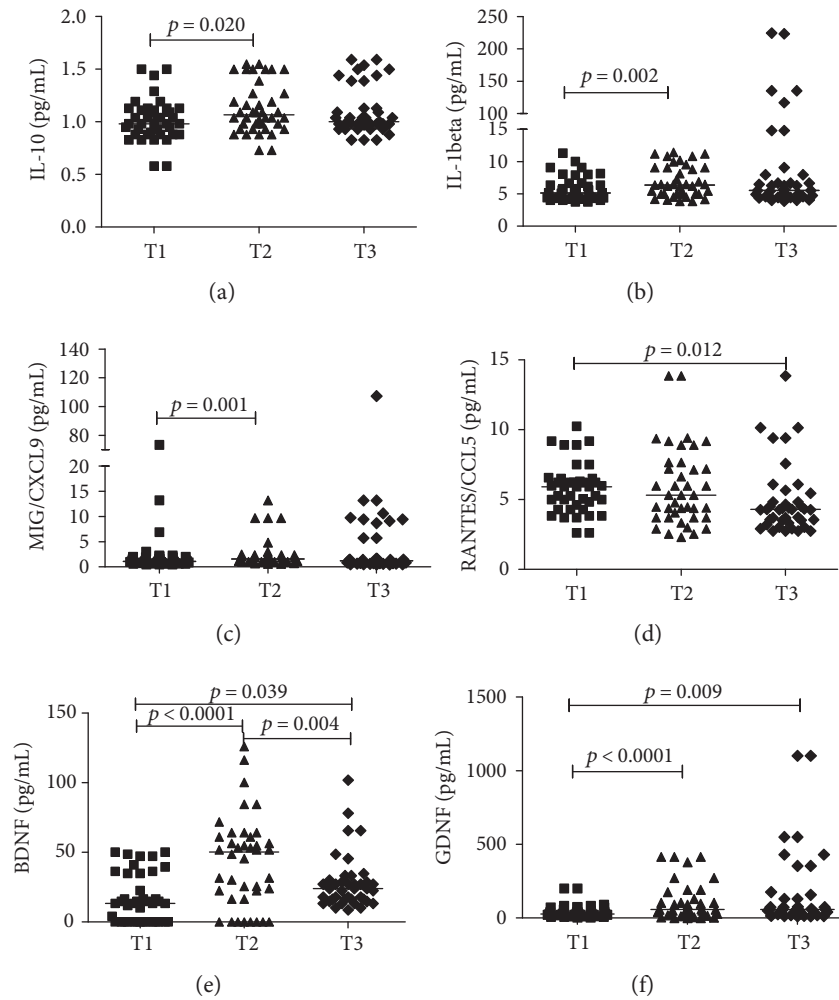 2.0
1.5
1.0
0.5
0.0
IL-10 (pg/mL)
p = 0.020
T1 T2 T3
(a)
250
200
150
100
50
15
10
5
0
IL-1beta (pg/mL)
p = 0.002
T1 T2 T3
(b)
140
120
100
80
60
20
15
10
5
0
MIG/CXCL9 (pg/mL)
p = 0.001
T1 T2 T3
(c)
15
10
5
0
RANTES/CCL5 (pg/mL)
p = 0.012
T1 T2 T3
(d)
150
100
50
0
BDNF (pg/mL)
p = 0.039
p < 0.0001
p = 0.004
T1 T2 T3
(e)
1500
1000
500
0
GDNF (pg/mL)
p = 0.009
p < 0.0001
T1 T2 T3
(f)